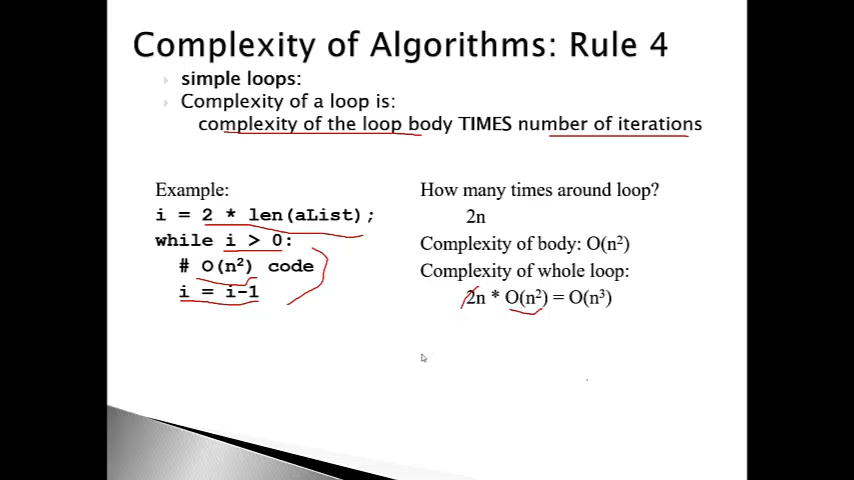 Complexity of Algorithms: Rule 4
simple loops:
Complexity of a loop is:
complexity of the loop body TIMES number of iterations
Example:
i = 2 * len(aList);
while i > 0:
# O(n²) code
i = i-1
How many times around loop?
2n
Complexity of body: O(n²)
Complexity of whole loop:
2n * O(n²) = O(n³)